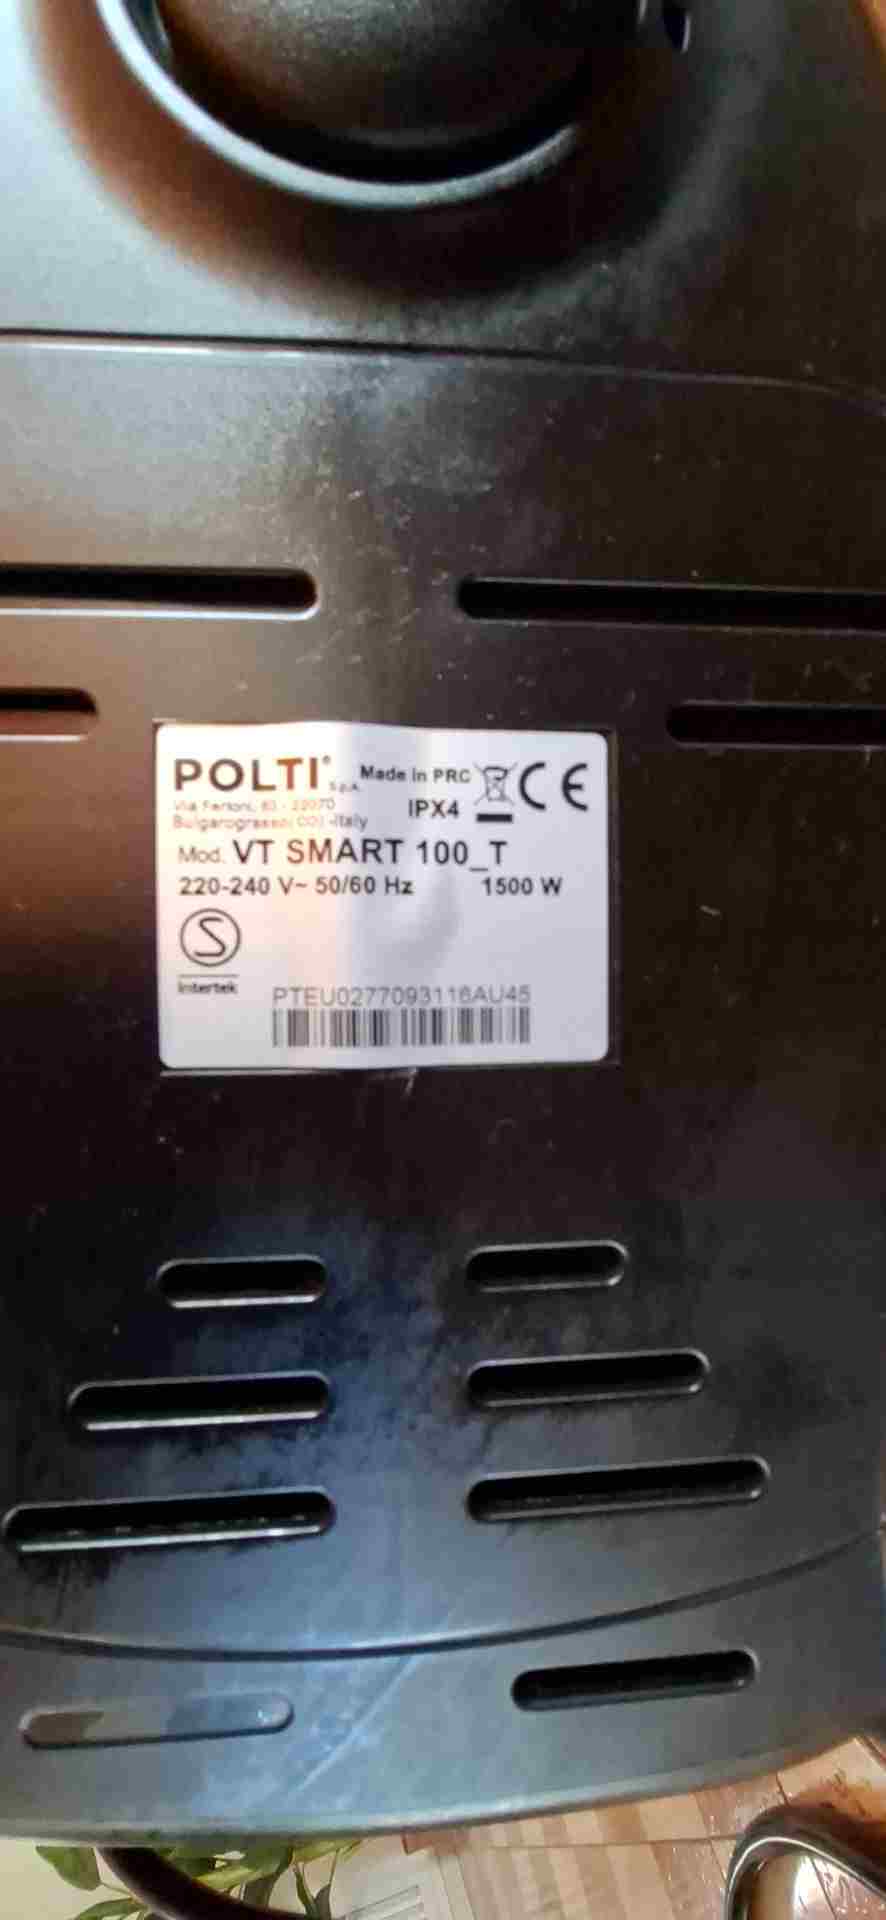 POLTI® S.p.A. Made in PRC
Via Ferloni, 83 - 22070
Bulgarograsso( CO) -Italy
IPX4
CE
Mod. VT SMART 100_T
220-240 V~ 50/60 Hz 1500 W
S
Intertek
PTEU0277093116AU45